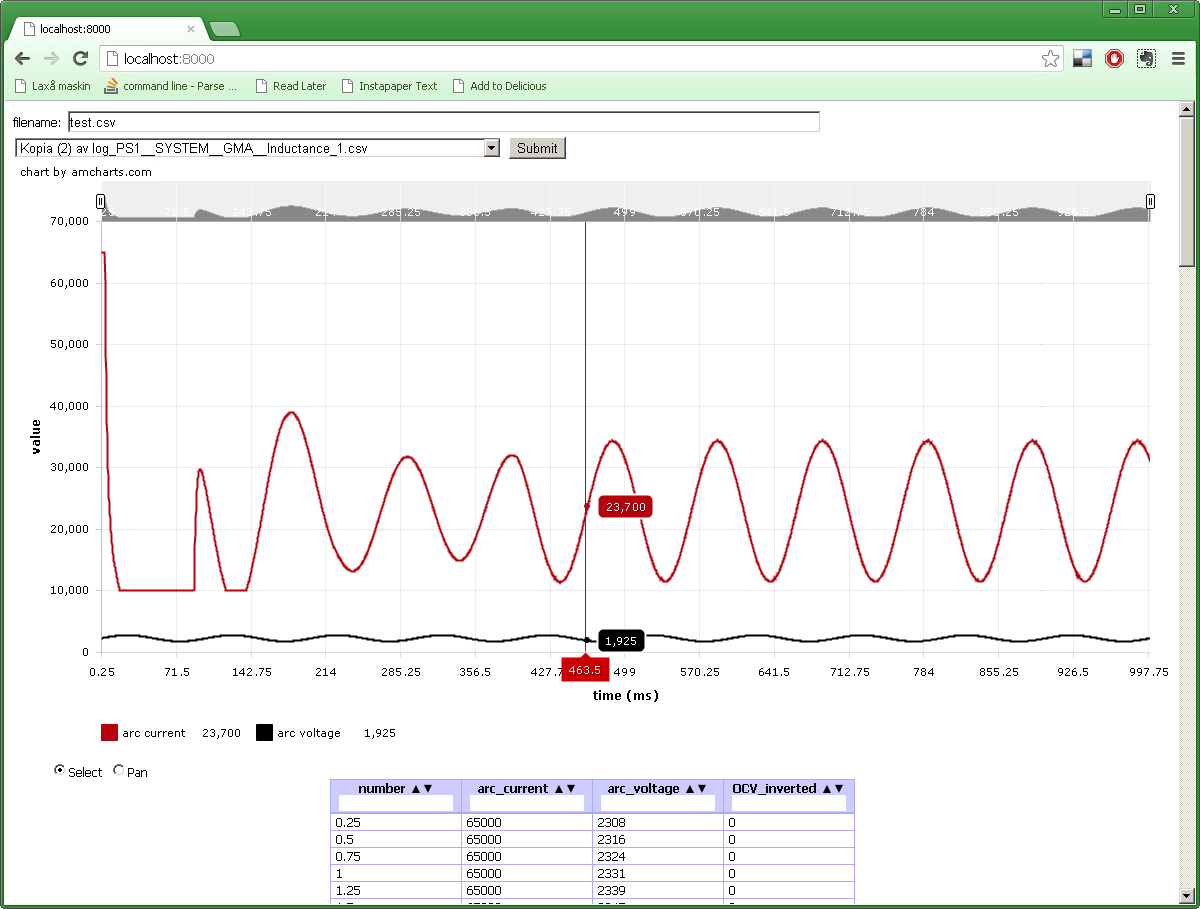 localhost:8000
localhost:8000
Laxå maskin command line - Parse ... Read Later Instapaper Text Add to Delicious
filename: test.csv
Kopia (2) av log_PS1__SYSTEM__GMA__Inductance_1.csv Submit
chart by amcharts.com
71.5 142.75 214 285.25 356.5 427.75 499 570.25 641.5 712.75 784 855.25 926.5
70,000
60,000
50,000
40,000
value
30,000
23,700
20,000
10,000
1,925
0
0.25 71.5 142.75 214 285.25 356.5 427.7 463.5 499 570.25 641.5 712.75 784 855.25 926.5 997.75
time (ms)
arc current 23,700 arc voltage 1,925
Select Pan
number ▲▼ arc_current ▲▼ arc_voltage ▲▼ OCV_inverted ▲▼
0.25 65000 2308 0
0.5 65000 2316 0
0.75 65000 2324 0
1 65000 2331 0
1.25 65000 2339 0